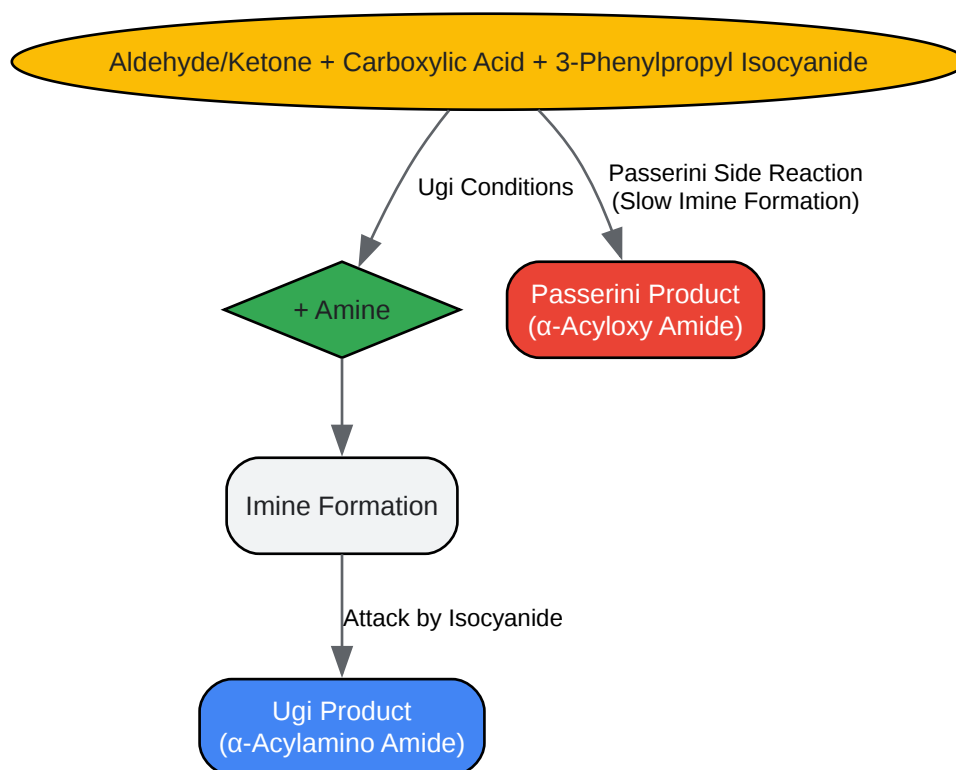 Aldehyde/Ketone + Carboxylic Acid + 3-Phenylpropyl Isocyanide
Ugi Conditions
Passerini Side Reaction
(Slow Imine Formation)
+ Amine
Passerini Product
(α-Acyloxy Amide)
Imine Formation
Attack by Isocyanide
Ugi Product
(α-Acylamino Amide)